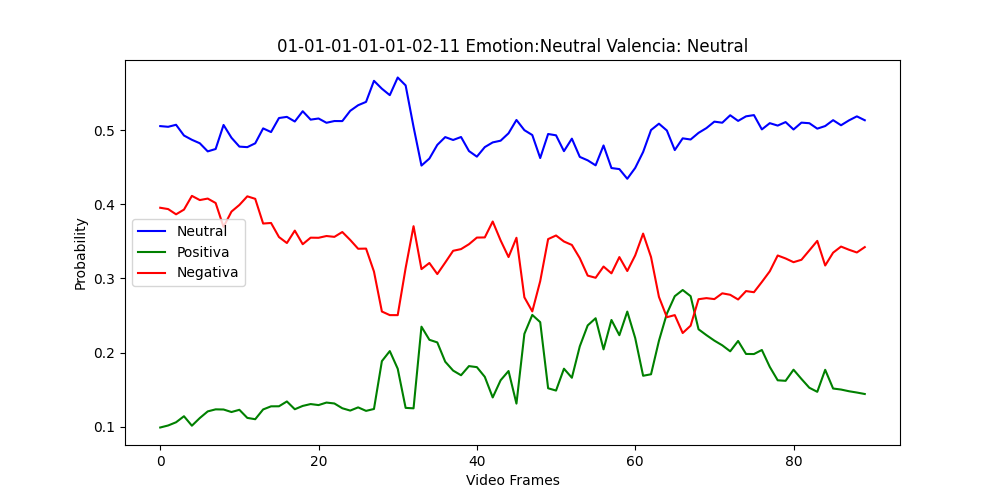 01-01-01-01-01-02-11 Emotion:Neutral Valencia: Neutral
Probability
0.5
0.4
0.3
0.2
0.1
Neutral
Positiva
Negativa
0 20 40 60 80
Video Frames